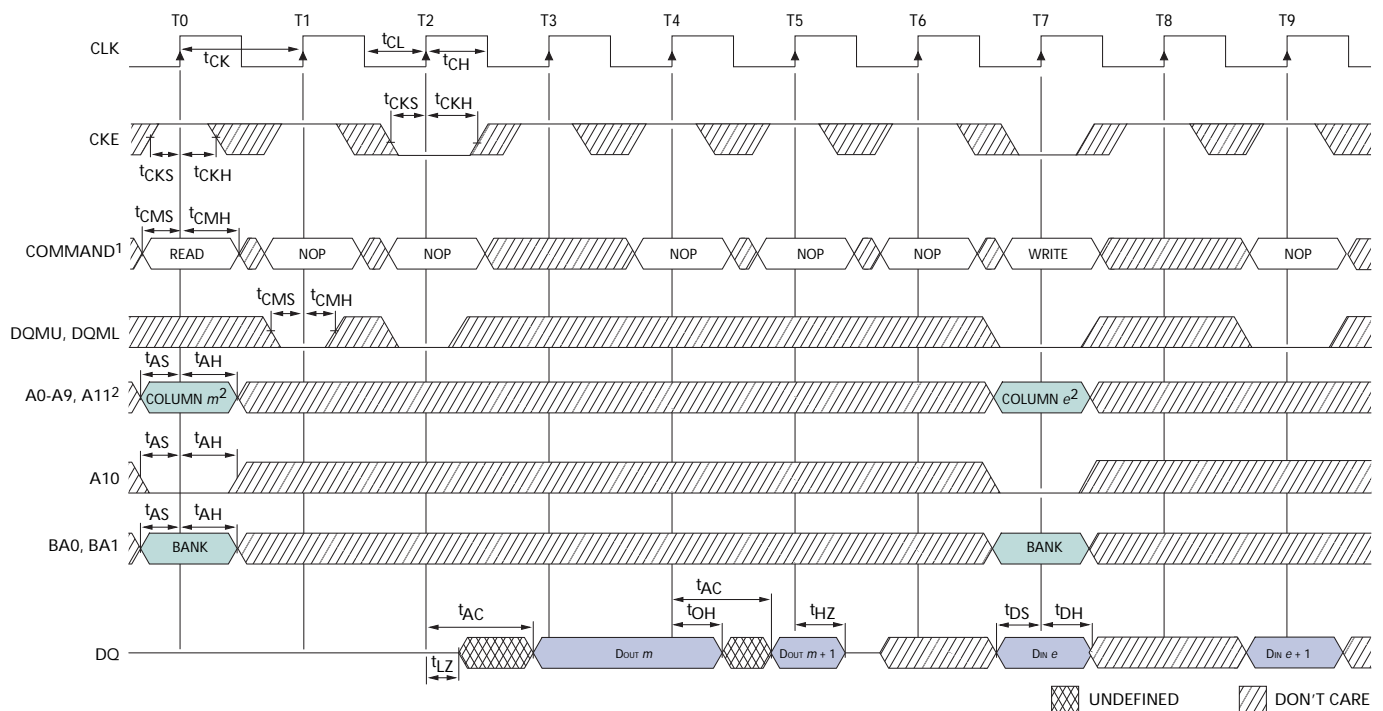 T0 T1 T2 T3 T4 T5 T6 T7 T8 T9
CLK
tCK
tCL
tCH
CKE
tCKS tCKH
tCKS tCKH
COMMAND1
tCMS tCMH
READ NOP NOP NOP NOP NOP WRITE NOP
DQMU, DQML
tCMS tCMH
A0-A9, A112
tAS tAH
COLUMN m2 COLUMN e2
A10
tAS tAH
BA0, BA1
tAS tAH
BANK BANK
DQ
tAC
tLZ
tAC
tOH
tHZ
tDS tDH
DOUT m DOUT m + 1 DIN e DIN e + 1
UNDEFINED DON'T CARE